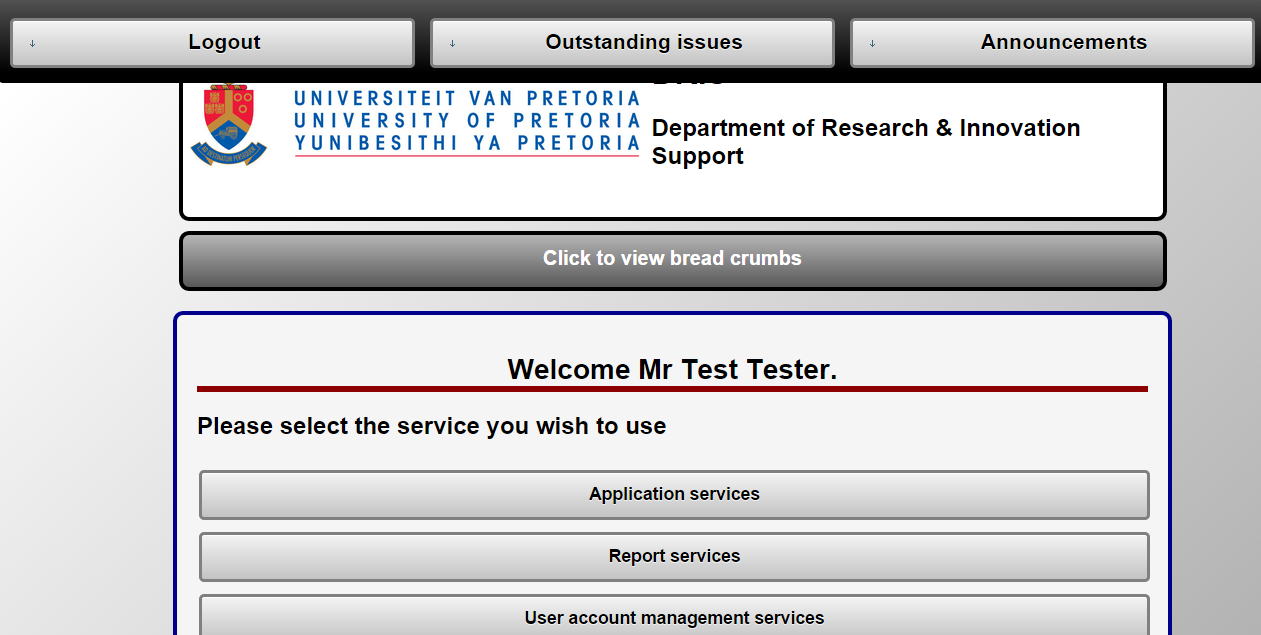 Logout
Outstanding issues
Announcements
UNIVERSITEIT VAN PRETORIA
UNIVERSITY OF PRETORIA
YUNIBESITHI YA PRETORIA
Department of Research & Innovation
Support
Click to view bread crumbs
Welcome Mr Test Tester.
Please select the service you wish to use
Application services
Report services
User account management services